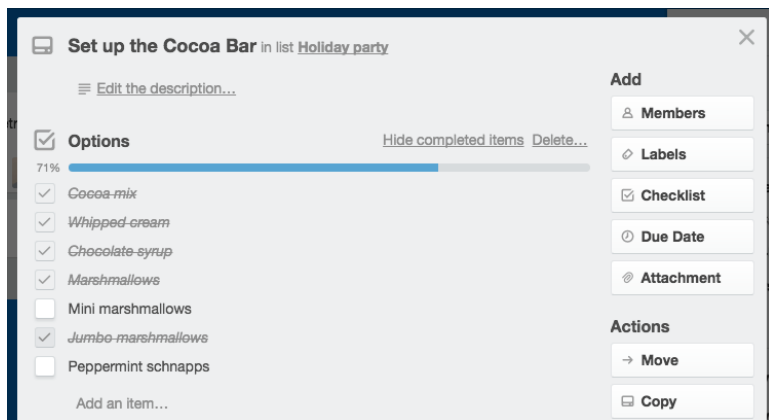 Set up the Cocoa Bar in list Holiday party
Edit the description...
Options Hide completed items Delete...
71%
Cocoa mix
Whipped cream
Chocolate syrup
Marshmallows
Mini marshmallows
Jumbo marshmallows
Peppermint schnapps
Add an item...
Add
Members
Labels
Checklist
Due Date
Attachment
Actions
Move
Copy